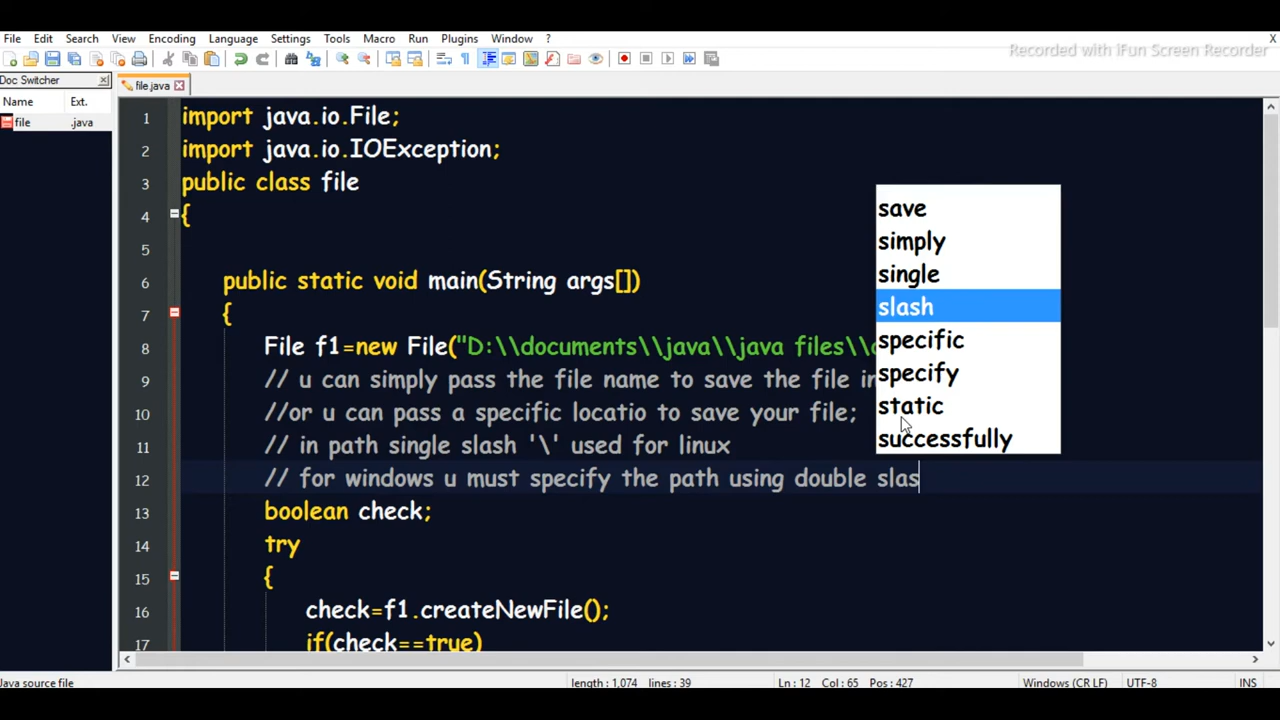 File Edit Search View Encoding Language Settings Tools Macro Run Plugins Window ? X
Recorded with iFun Screen Recorder
Doc Switcher
file.java
Name Ext.
file .java
1 import java.io.File;
2 import java.io.IOException;
3 public class file
4 {
5
6 public static void main(String args[])
7 {
8 File f1=new File("D:\\documents\\java\\java files\\
9 // u can simply pass the file name to save the file in
10 //or u can pass a specific locatio to save your file;
11 // in path single slash '\' used for linux
12 // for windows u must specify the path using double slas
13 boolean check;
14 try
15 {
16 check=f1.createNewFile();
17 if(check==true)
save
simply
single
slash
specific
specify
static
successfully
Java source file length : 1,074 lines : 39 Ln : 12 Col : 65 Pos : 427 Windows (CR LF) UTF-8 INS